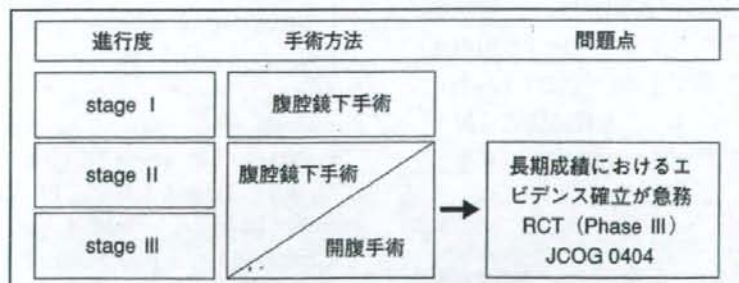 進行度 手術方法 問題点
stage Ⅰ 腹腔鏡下手術
stage Ⅱ 腹腔鏡下手術
stage Ⅲ 開腹手術
長期成績におけるエ
ビデンス確立が急務
RCT（Phase Ⅲ）
JCOG 0404